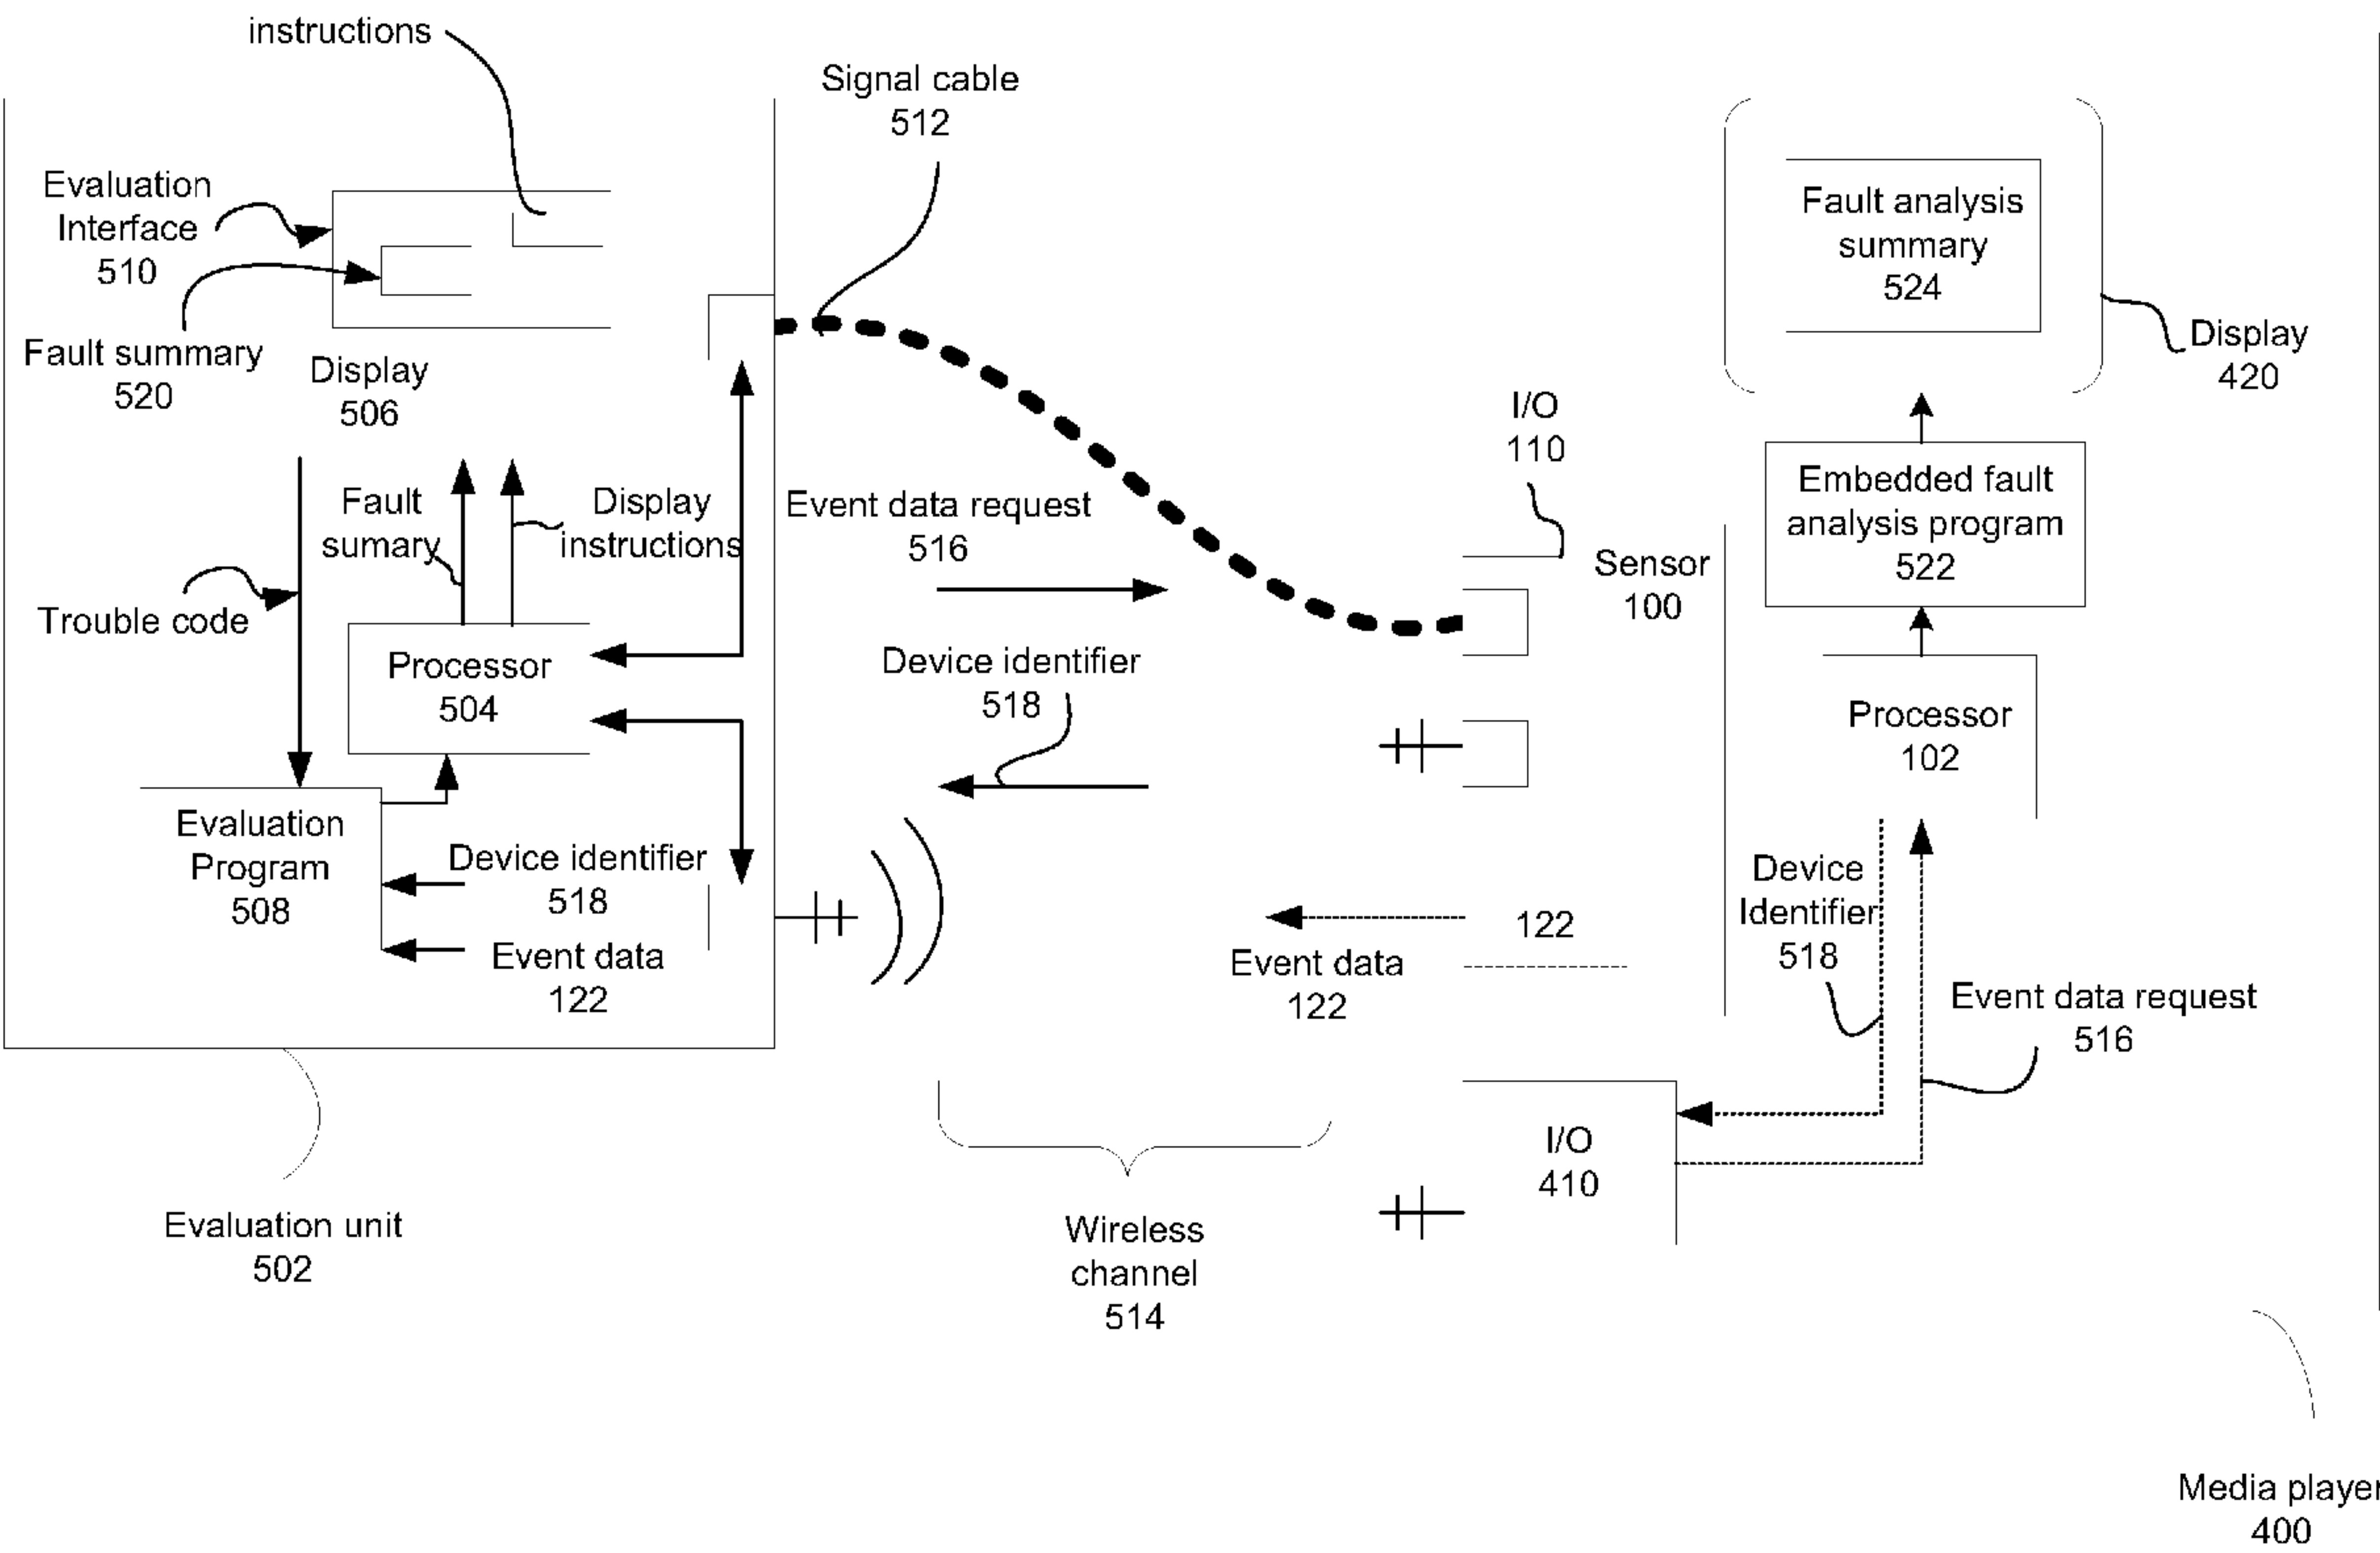 instructions
Signal cable
512
Evaluation
Interface
510
Fault summary
520
Display
506
Fault analysis
summary
524
Display
420
I/O
110
Fault
sumary
Display
instructions
Event data request
516
Embedded fault
analysis program
522
Sensor
100
Trouble code
Processor
504
Device identifier
518
Processor
102
Evaluation
Program
508
Device identifier
518
Event data
122
122
Event data
122
Device
Identifier
518
Event data request
516
I/O
410
Evaluation unit
502
Wireless
channel
514
Media player
400